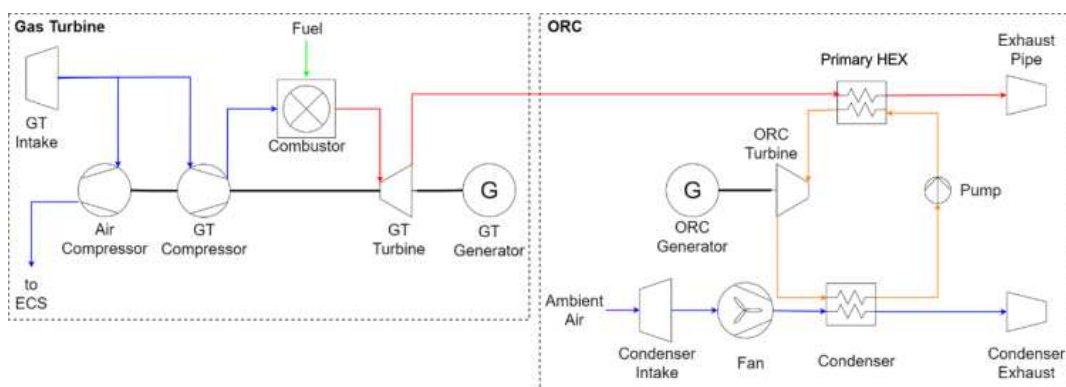 Gas Turbine
Fuel
GT
Intake
Combustor
Air
Compressor
GT
Compressor
GT
Turbine
G
GT
Generator
to
ECS
ORC
Primary HEX
Exhaust
Pipe
ORC
Turbine
G
ORC
Generator
Pump
Ambient
Air
Condenser
Intake
Fan
Condenser
Condenser
Exhaust